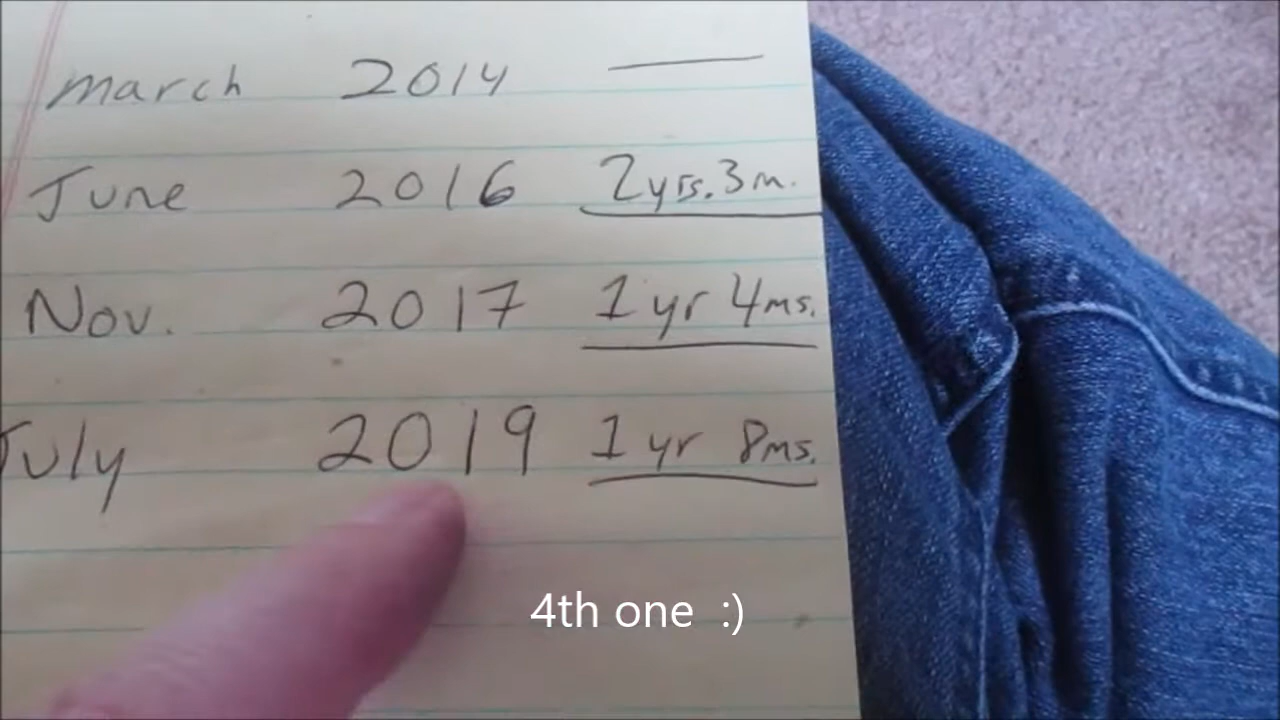 March 2014
June 2016 2yrs. 3m.
Nov. 2017 1yr 4ms.
July 2019 1yr 8ms.
4th one :)